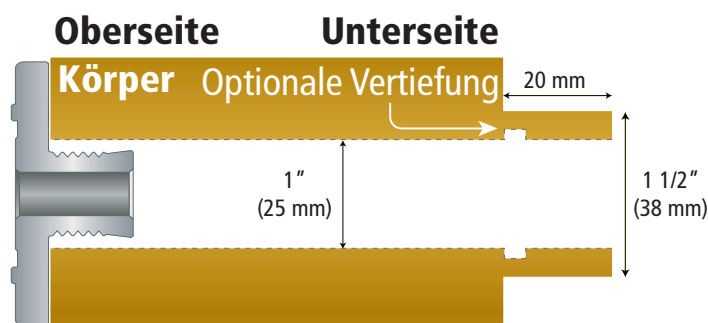 Oberseite Unterseite
Körper Optionale Vertiefung 20 mm
1″ 1 1/2″
(25 mm) (38 mm)